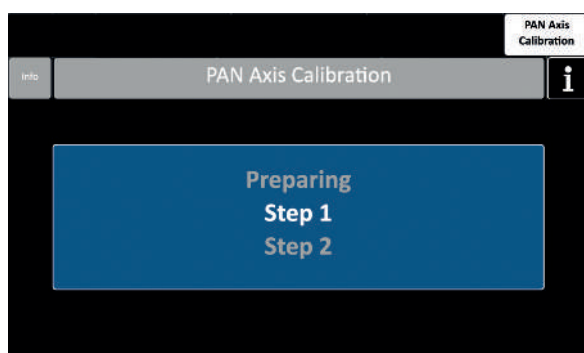 PAN Axis
Calibration
Info
PAN Axis Calibration
i
Preparing
Step 1
Step 2